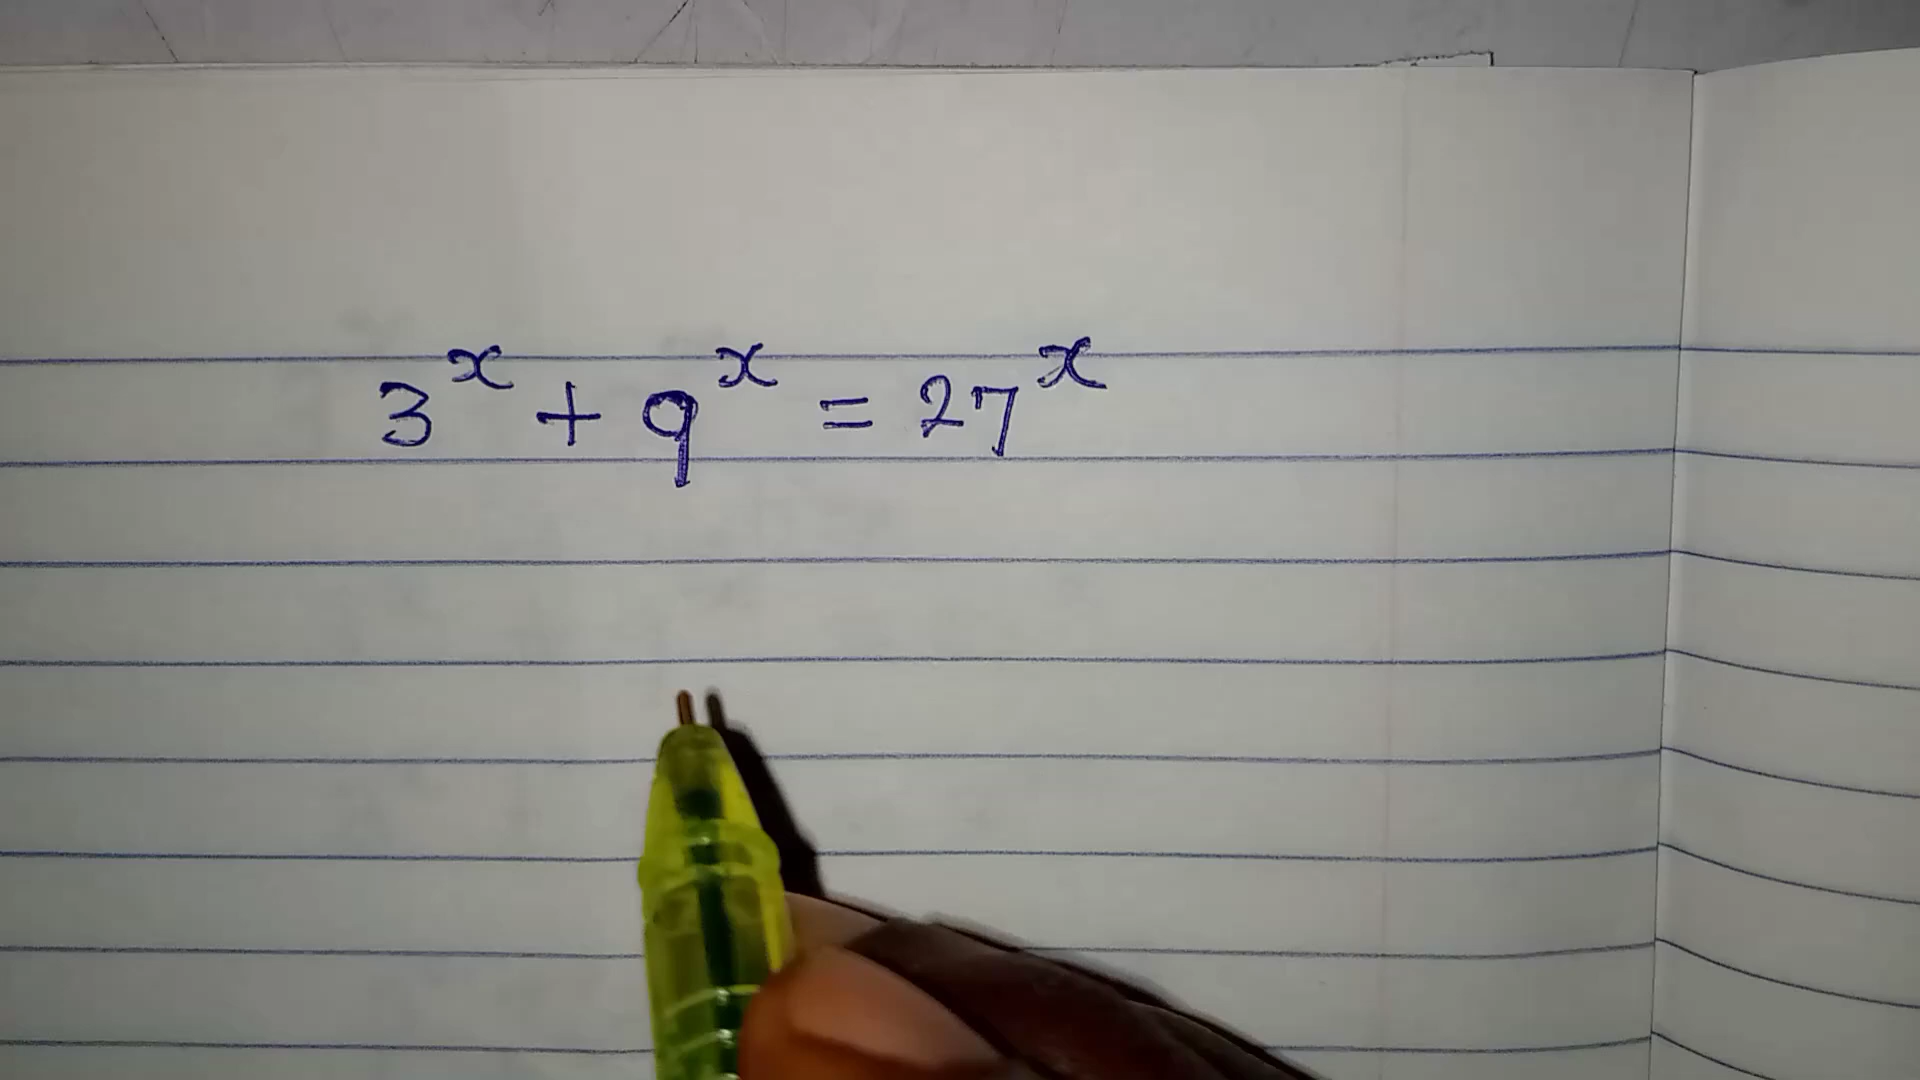 3^x + 9^x = 27^x